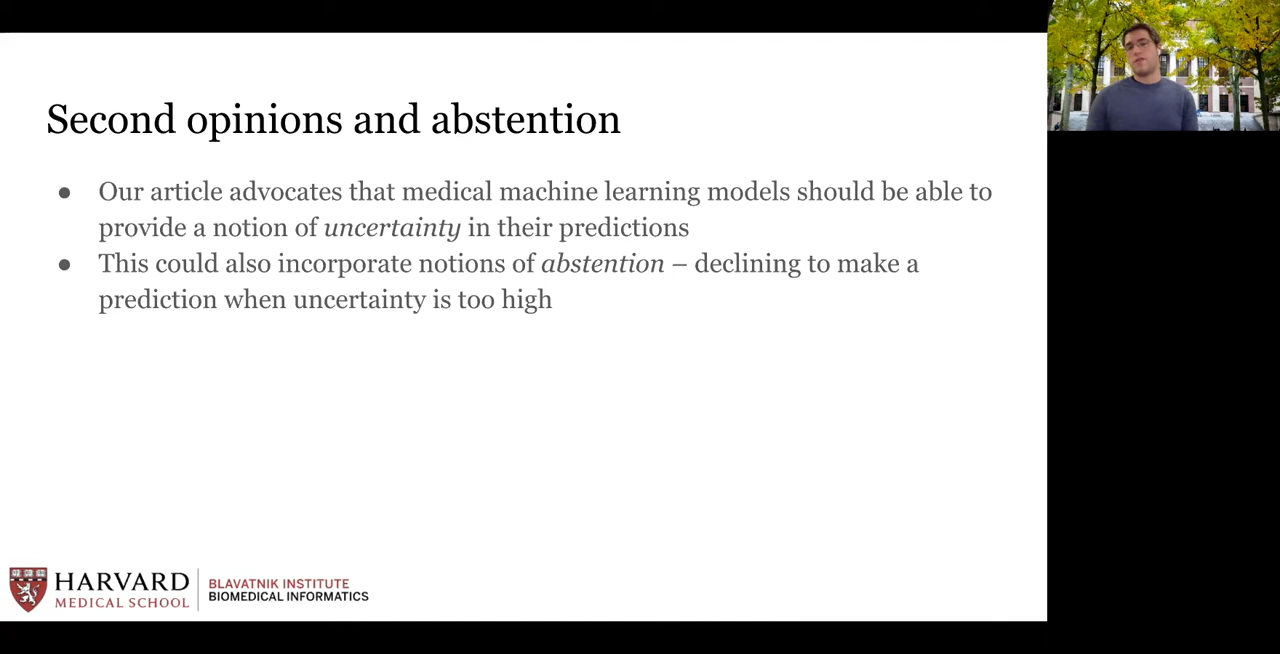 Second opinions and abstention
● Our article advocates that medical machine learning models should be able to
provide a notion of uncertainty in their predictions
● This could also incorporate notions of abstention – declining to make a
prediction when uncertainty is too high
HARVARD
MEDICAL SCHOOL
BLAVATNIK INSTITUTE
BIOMEDICAL INFORMATICS